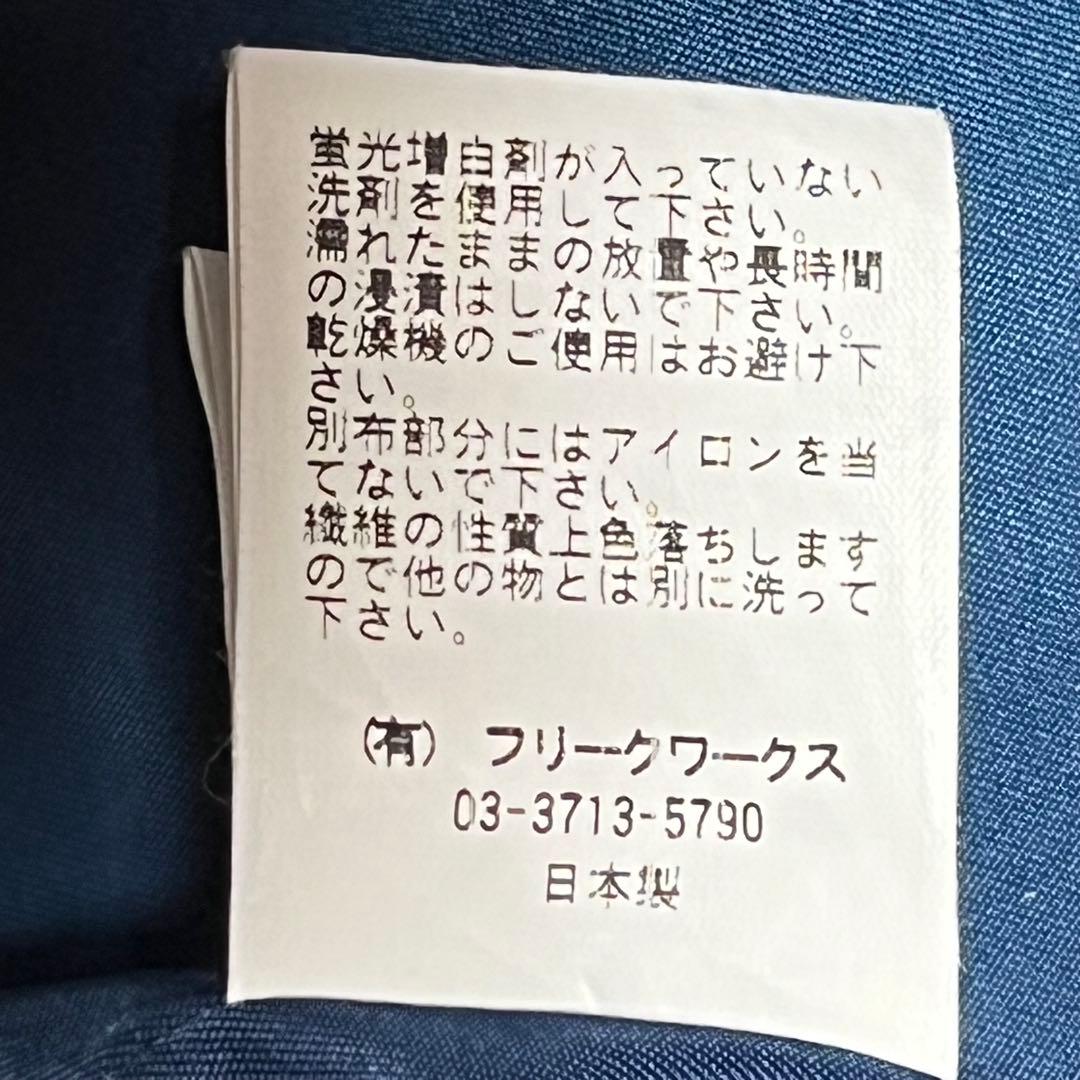 蛍光増白剤が入っていない
洗剤を使用して下さい。
濡れたままの放置や長時間
の浸漬はしないで下さい。
乾燥機のご使用はお避け下
さい。
別布部分にはアイロンを当
てないで下さい。
繊維の性質上色落ちします
ので他の物とは別に洗って
下さい。
(有) フリークワークス
03-3713-5790
日本製